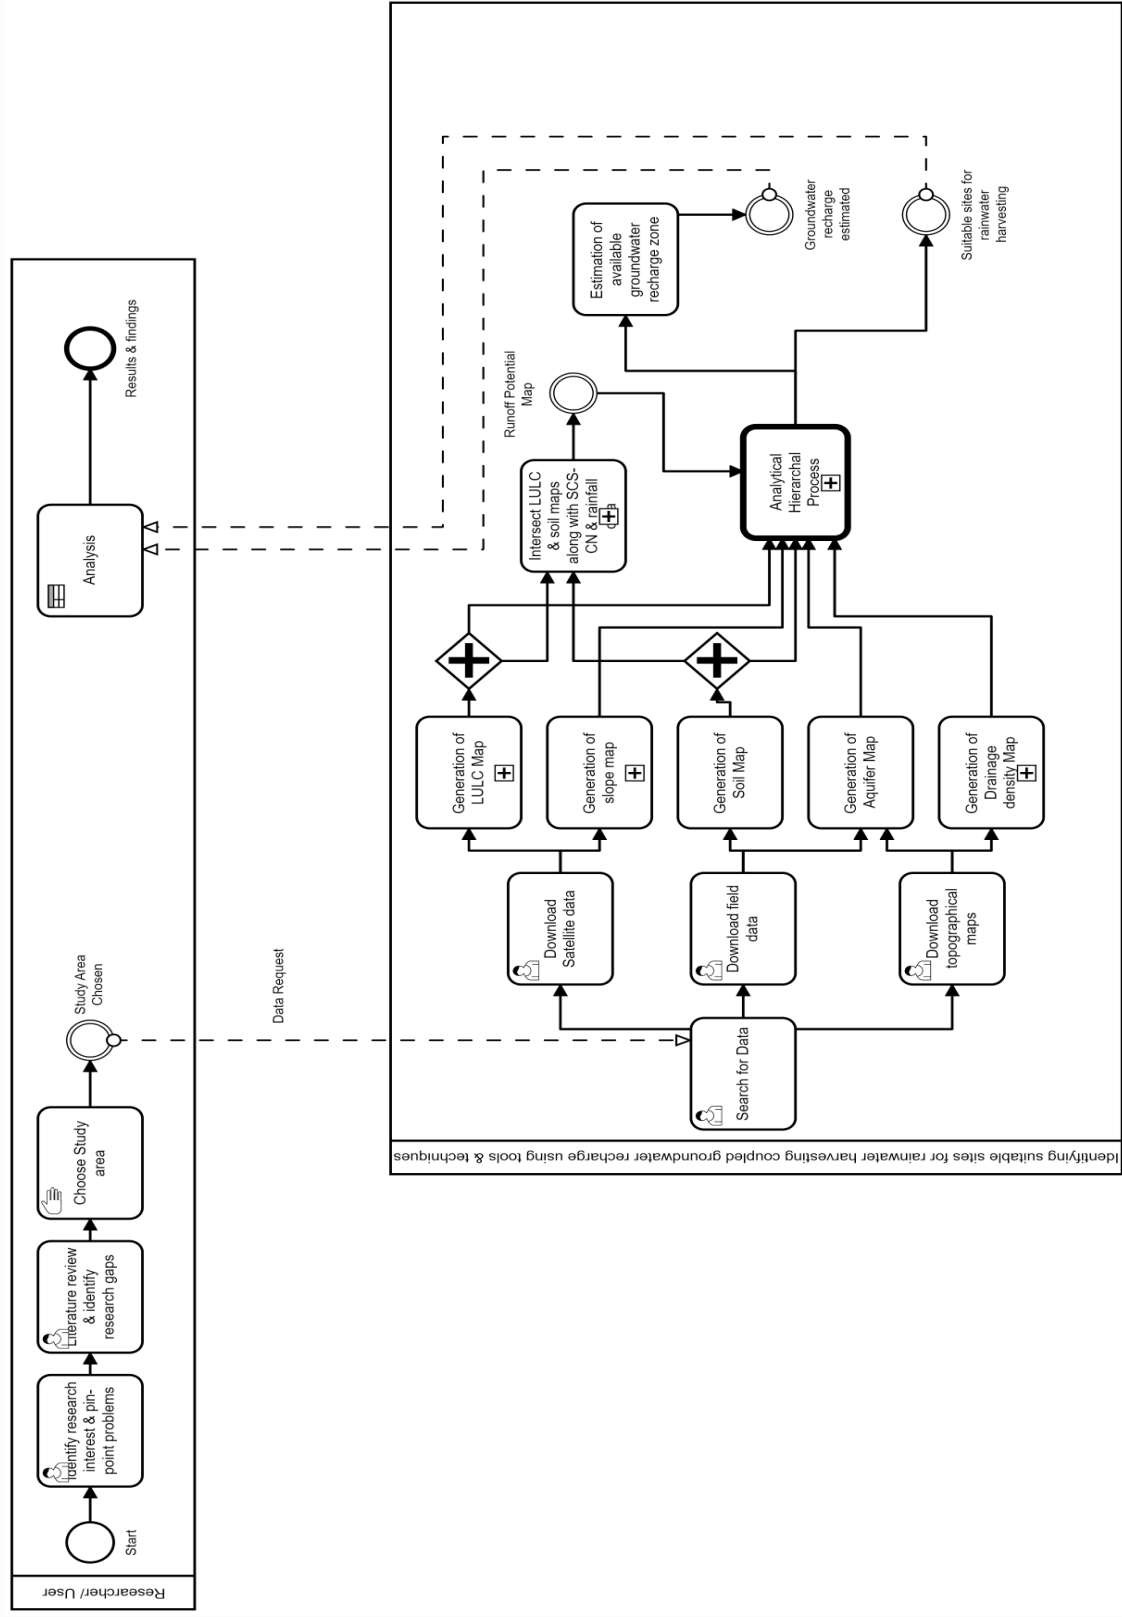 Researcher/ User
Start
Identify research
interest & pin-
point problems
Literature review
& identify
research gaps
Choose Study
area
Study Area
Chosen
Analysis
Results & findings
Data Request
Identifying suitable sites for rainwater harvesting coupled groundwater recharge using tools & techniques
Search for Data
Download
Satellite data
Download field
data
Download
topographical
maps
Generation of
LULC Map
Generation of
slope map
Generation of
Soil Map
Generation of
Aquifer Map
Generation of
Drainage
density Map
Intersect LULC
& soil maps
along with SCS-
CN & rainfall
Runoff Potential
Map
Analytical
Hierarchal
Process
Estimation of
available
groundwater
recharge zone
Groundwater
recharge
estimated
Suitable sites for
rainwater
harvesting